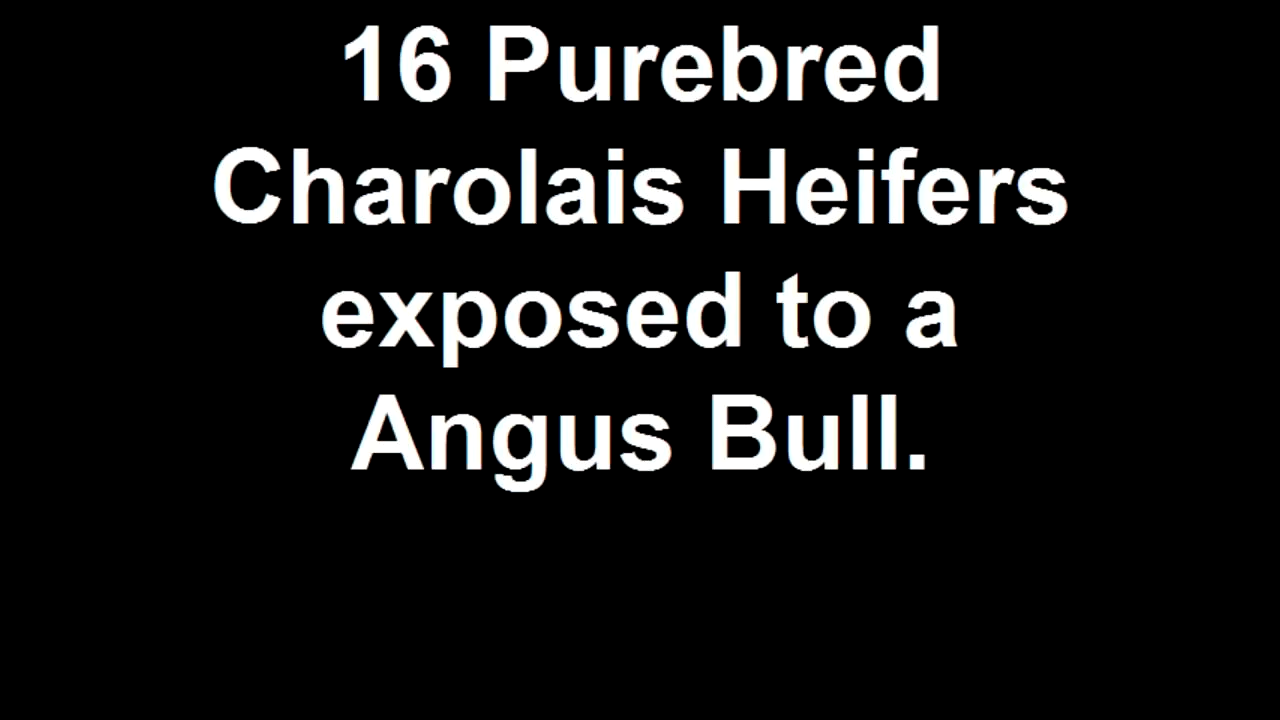 16 Purebred
Charolais Heifers
exposed to a
Angus Bull.